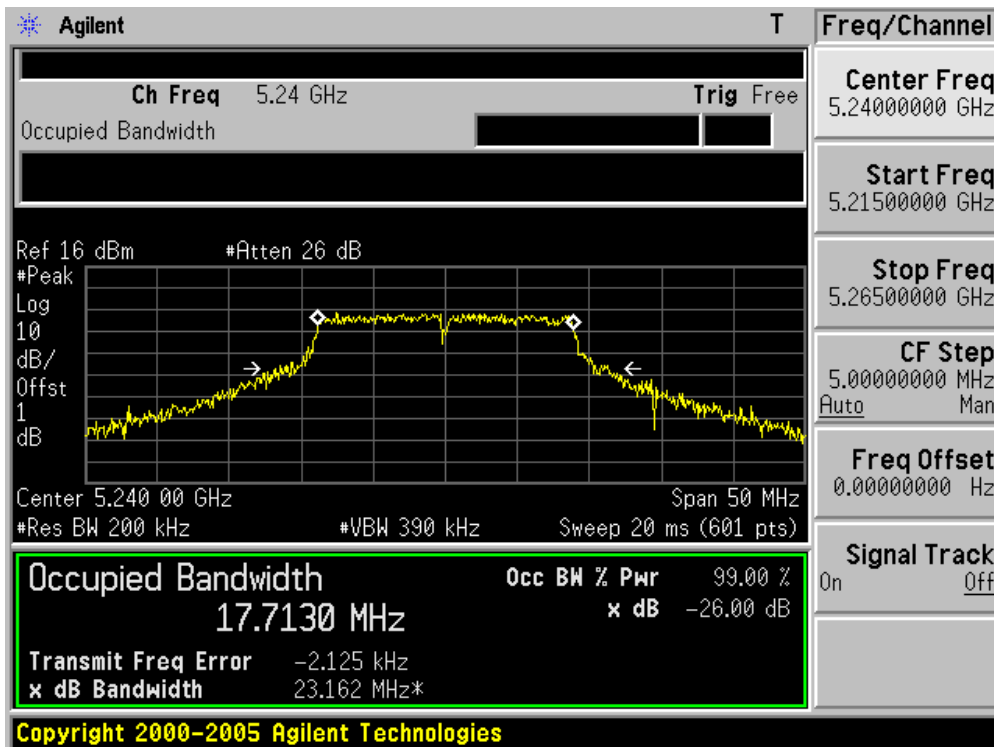 Agilent T
Freq/Channel
Ch Freq 5.24 GHz Trig Free
Occupied Bandwidth
Center Freq
5.24000000 GHz
Start Freq
5.21500000 GHz
Stop Freq
5.26500000 GHz
CF Step
5.00000000 MHz
Auto Man
Freq Offset
0.00000000 Hz
Signal Track
On Off
Ref 16 dBm #Atten 26 dB
#Peak
Log
10
dB/
Offst
1
dB
Center 5.240 00 GHz Span 50 MHz
#Res BW 200 kHz #VBW 390 kHz Sweep 20 ms (601 pts)
Occupied Bandwidth Occ BW % Pwr 99.00 %
17.7130 MHz x dB -26.00 dB
Transmit Freq Error -2.125 kHz
x dB Bandwidth 23.162 MHz*
Copyright 2000-2005 Agilent Technologies